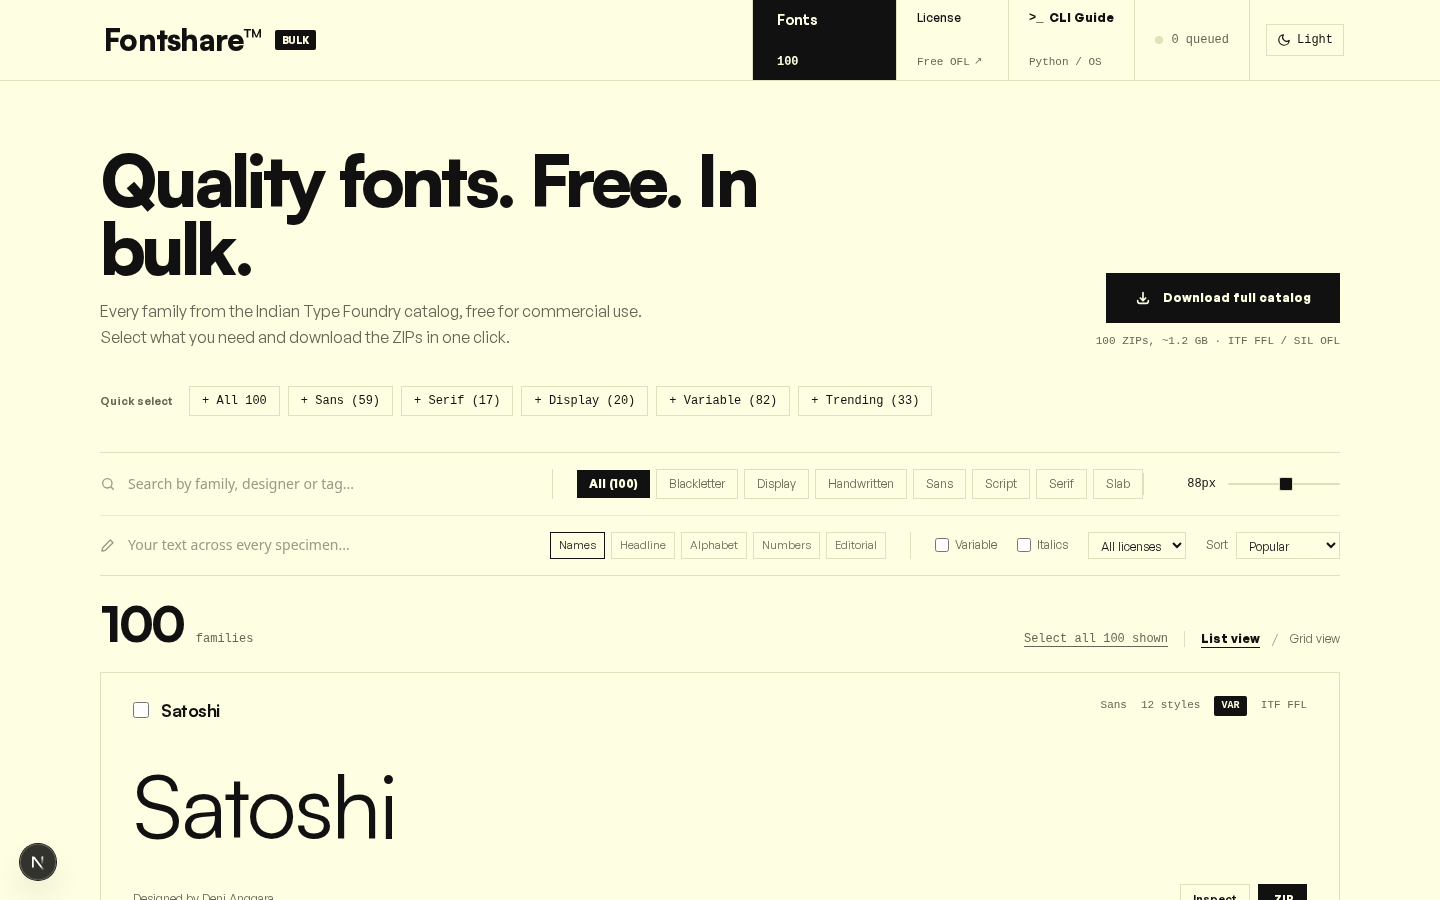 Fontshare™ BULK
Fonts
100
License
Free OFL ↗
>_ CLI Guide
Python / OS
0 queued
Light
Quality fonts. Free. In
bulk.
Every family from the Indian Type Foundry catalog, free for commercial use.
Select what you need and download the ZIPs in one click.
Download full catalog
100 ZIPs, ~1.2 GB · ITF FFL / SIL OFL
Quick select + All 100 + Sans (59) + Serif (17) + Display (20) + Variable (82) + Trending (33)
Search by family, designer or tag... All (100) Blackletter Display Handwritten Sans Script Serif Slab 88px
Your text across every specimen... Names Headline Alphabet Numbers Editorial Variable Italics All licenses Sort Popular
100 families Select all 100 shown List view / Grid view
Satoshi Sans 12 styles VAR ITF FFL
Satoshi
Designed by Deni Anggara Inspect ZIP
N